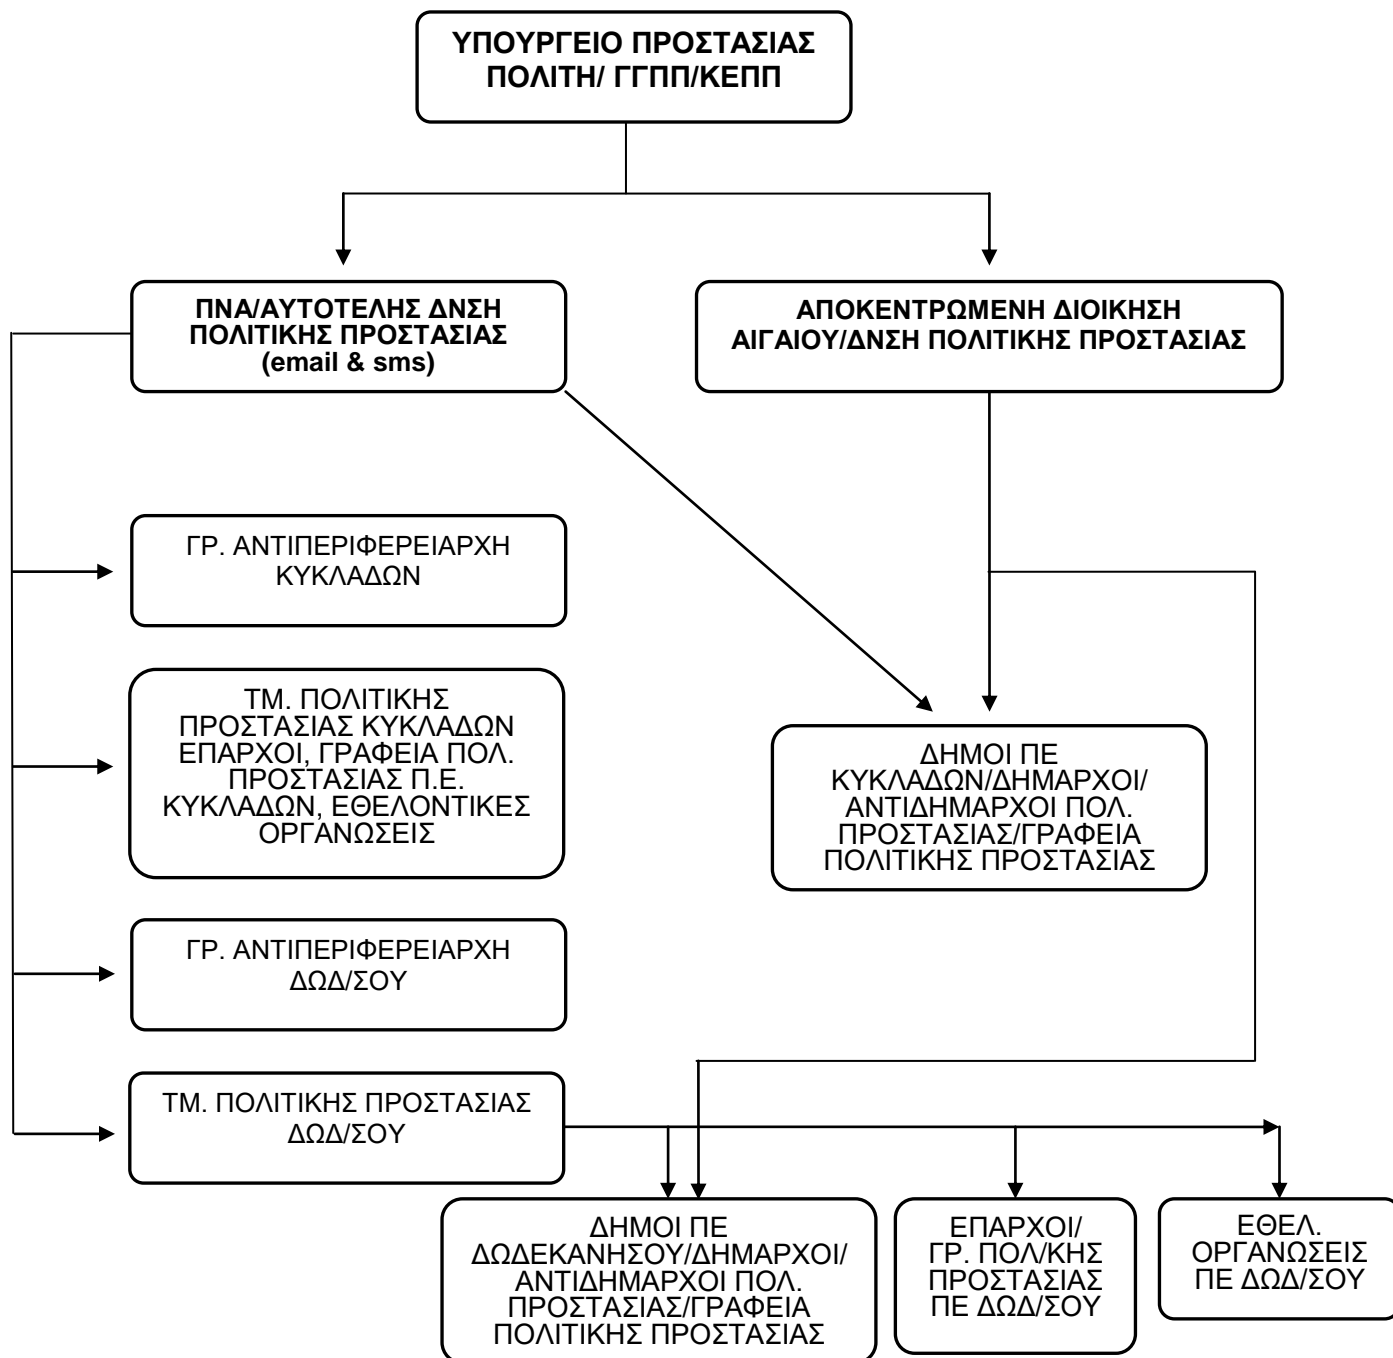 ΥΠΟΥΡΓΕΙΟ ΠΡΟΣΤΑΣΙΑΣ
ΠΟΛΙΤΗ/ ΓΓΠΠ/ΚΕΠΠ
ΠΝΑ/ΑΥΤΟΤΕΛΗΣ ΔΝΣΗ
ΠΟΛΙΤΙΚΗΣ ΠΡΟΣΤΑΣΙΑΣ
(email & sms)
ΑΠΟΚΕΝΤΡΩΜΕΝΗ ΔΙΟΙΚΗΣΗ
ΑΙΓΑΙΟΥ/ΔΝΣΗ ΠΟΛΙΤΙΚΗΣ ΠΡΟΣΤΑΣΙΑΣ
ΓΡ. ΑΝΤΙΠΕΡΙΦΕΡΕΙΑΡΧΗ
ΚΥΚΛΑΔΩΝ
ΤΜ. ΠΟΛΙΤΙΚΗΣ
ΠΡΟΣΤΑΣΙΑΣ ΚΥΚΛΑΔΩΝ
ΕΠΑΡΧΟΙ, ΓΡΑΦΕΙΑ ΠΟΛ.
ΠΡΟΣΤΑΣΙΑΣ Π.Ε.
ΚΥΚΛΑΔΩΝ, ΕΘΕΛΟΝΤΙΚΕΣ
ΟΡΓΑΝΩΣΕΙΣ
ΔΗΜΟΙ ΠΕ
ΚΥΚΛΑΔΩΝ/ΔΗΜΑΡΧΟΙ/
ΑΝΤΙΔΗΜΑΡΧΟΙ ΠΟΛ.
ΠΡΟΣΤΑΣΙΑΣ/ΓΡΑΦΕΙΑ
ΠΟΛΙΤΙΚΗΣ ΠΡΟΣΤΑΣΙΑΣ
ΓΡ. ΑΝΤΙΠΕΡΙΦΕΡΕΙΑΡΧΗ
ΔΩΔ/ΣΟΥ
ΤΜ. ΠΟΛΙΤΙΚΗΣ ΠΡΟΣΤΑΣΙΑΣ
ΔΩΔ/ΣΟΥ
ΔΗΜΟΙ ΠΕ
ΔΩΔΕΚΑΝΗΣΟΥ/ΔΗΜΑΡΧΟΙ/
ΑΝΤΙΔΗΜΑΡΧΟΙ ΠΟΛ.
ΠΡΟΣΤΑΣΙΑΣ/ΓΡΑΦΕΙΑ
ΠΟΛΙΤΙΚΗΣ ΠΡΟΣΤΑΣΙΑΣ
ΕΠΑΡΧΟΙ/
ΓΡ. ΠΟΛ/ΚΗΣ
ΠΡΟΣΤΑΣΙΑΣ
ΠΕ ΔΩΔ/ΣΟΥ
ΕΘΕΛ.
ΟΡΓΑΝΩΣΕΙΣ
ΠΕ ΔΩΔ/ΣΟΥ